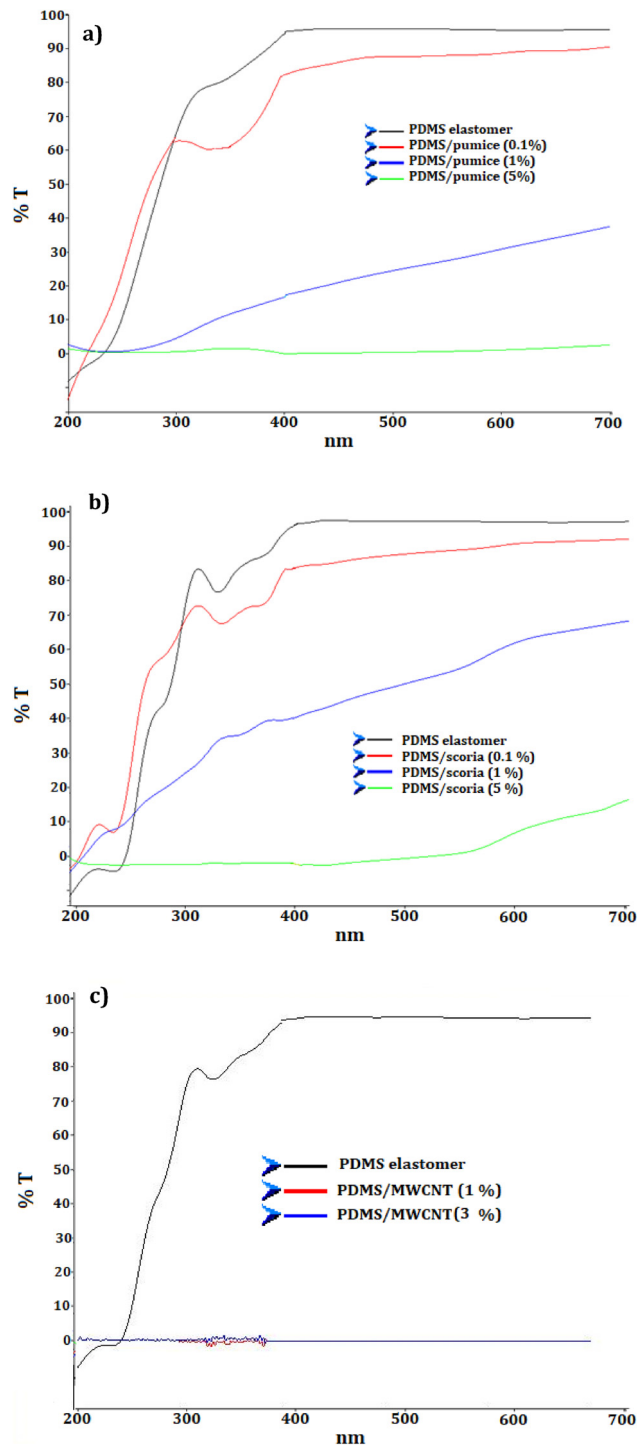 a)
100
90
80
70
60
50
40
30
20
10
0
% T
PDMS elastomer
PDMS/pumice (0.1%)
PDMS/pumice (1%)
PDMS/pumice (5%)
200 300 400 500 600 700
nm
b)
100
90
80
70
60
50
40
30
20
10
0
% T
PDMS elastomer
PDMS/scoria (0.1 %)
PDMS/scoria (1 %)
PDMS/scoria (5 %)
200 300 400 500 600 700
nm
c)
100
90
80
70
60
50
40
30
20
10
0
% T
PDMS elastomer
PDMS/MWCNT (1 %)
PDMS/MWCNT(3 %)
200 300 400 500 600 700
nm